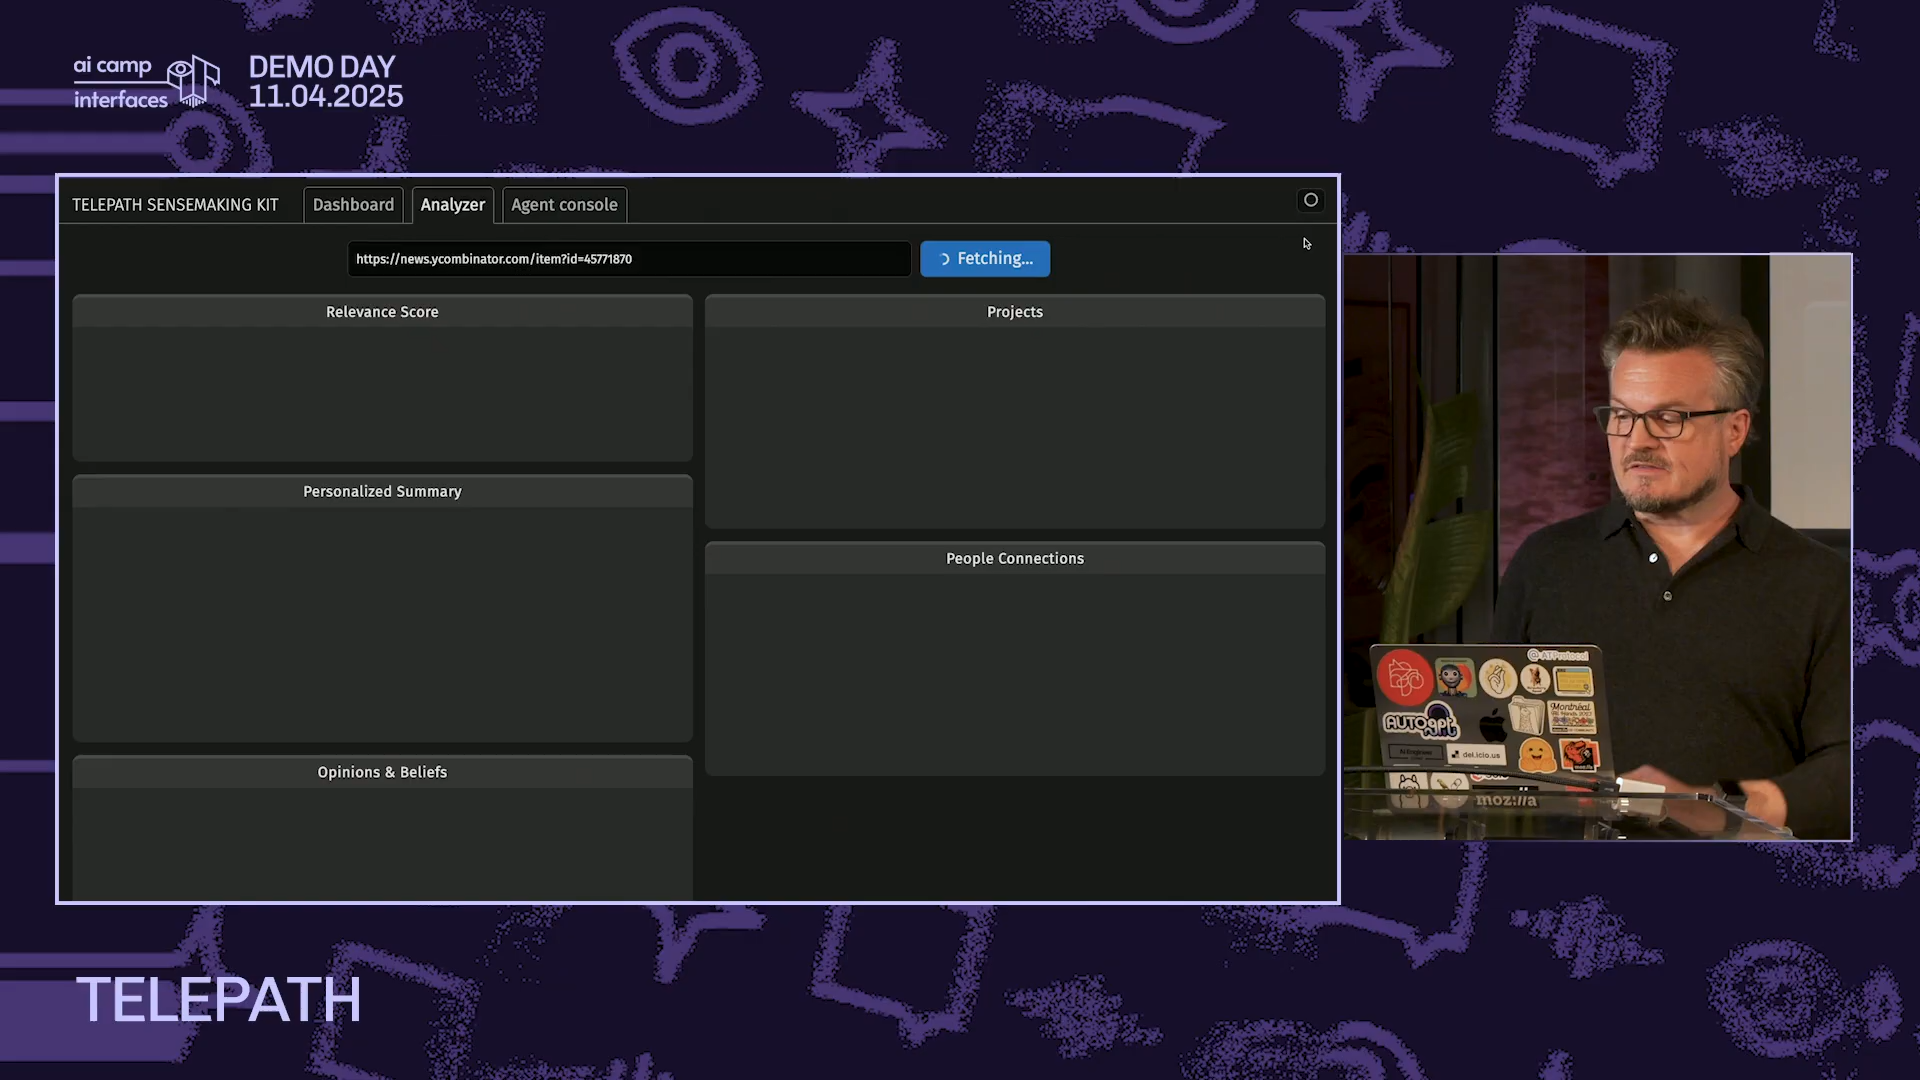 ai camp
interfaces
DEMO DAY
11.04.2025
TELEPATH SENSEMAKING KIT
Dashboard
Analyzer
Agent console
https://news.ycombinator.com/item?id=45771870
Fetching...
Relevance Score
Projects
Personalized Summary
People Connections
Opinions & Beliefs
@ATProtocol
AUTOgpt
Montréal
del.icio.us
moz://a
TELEPATH